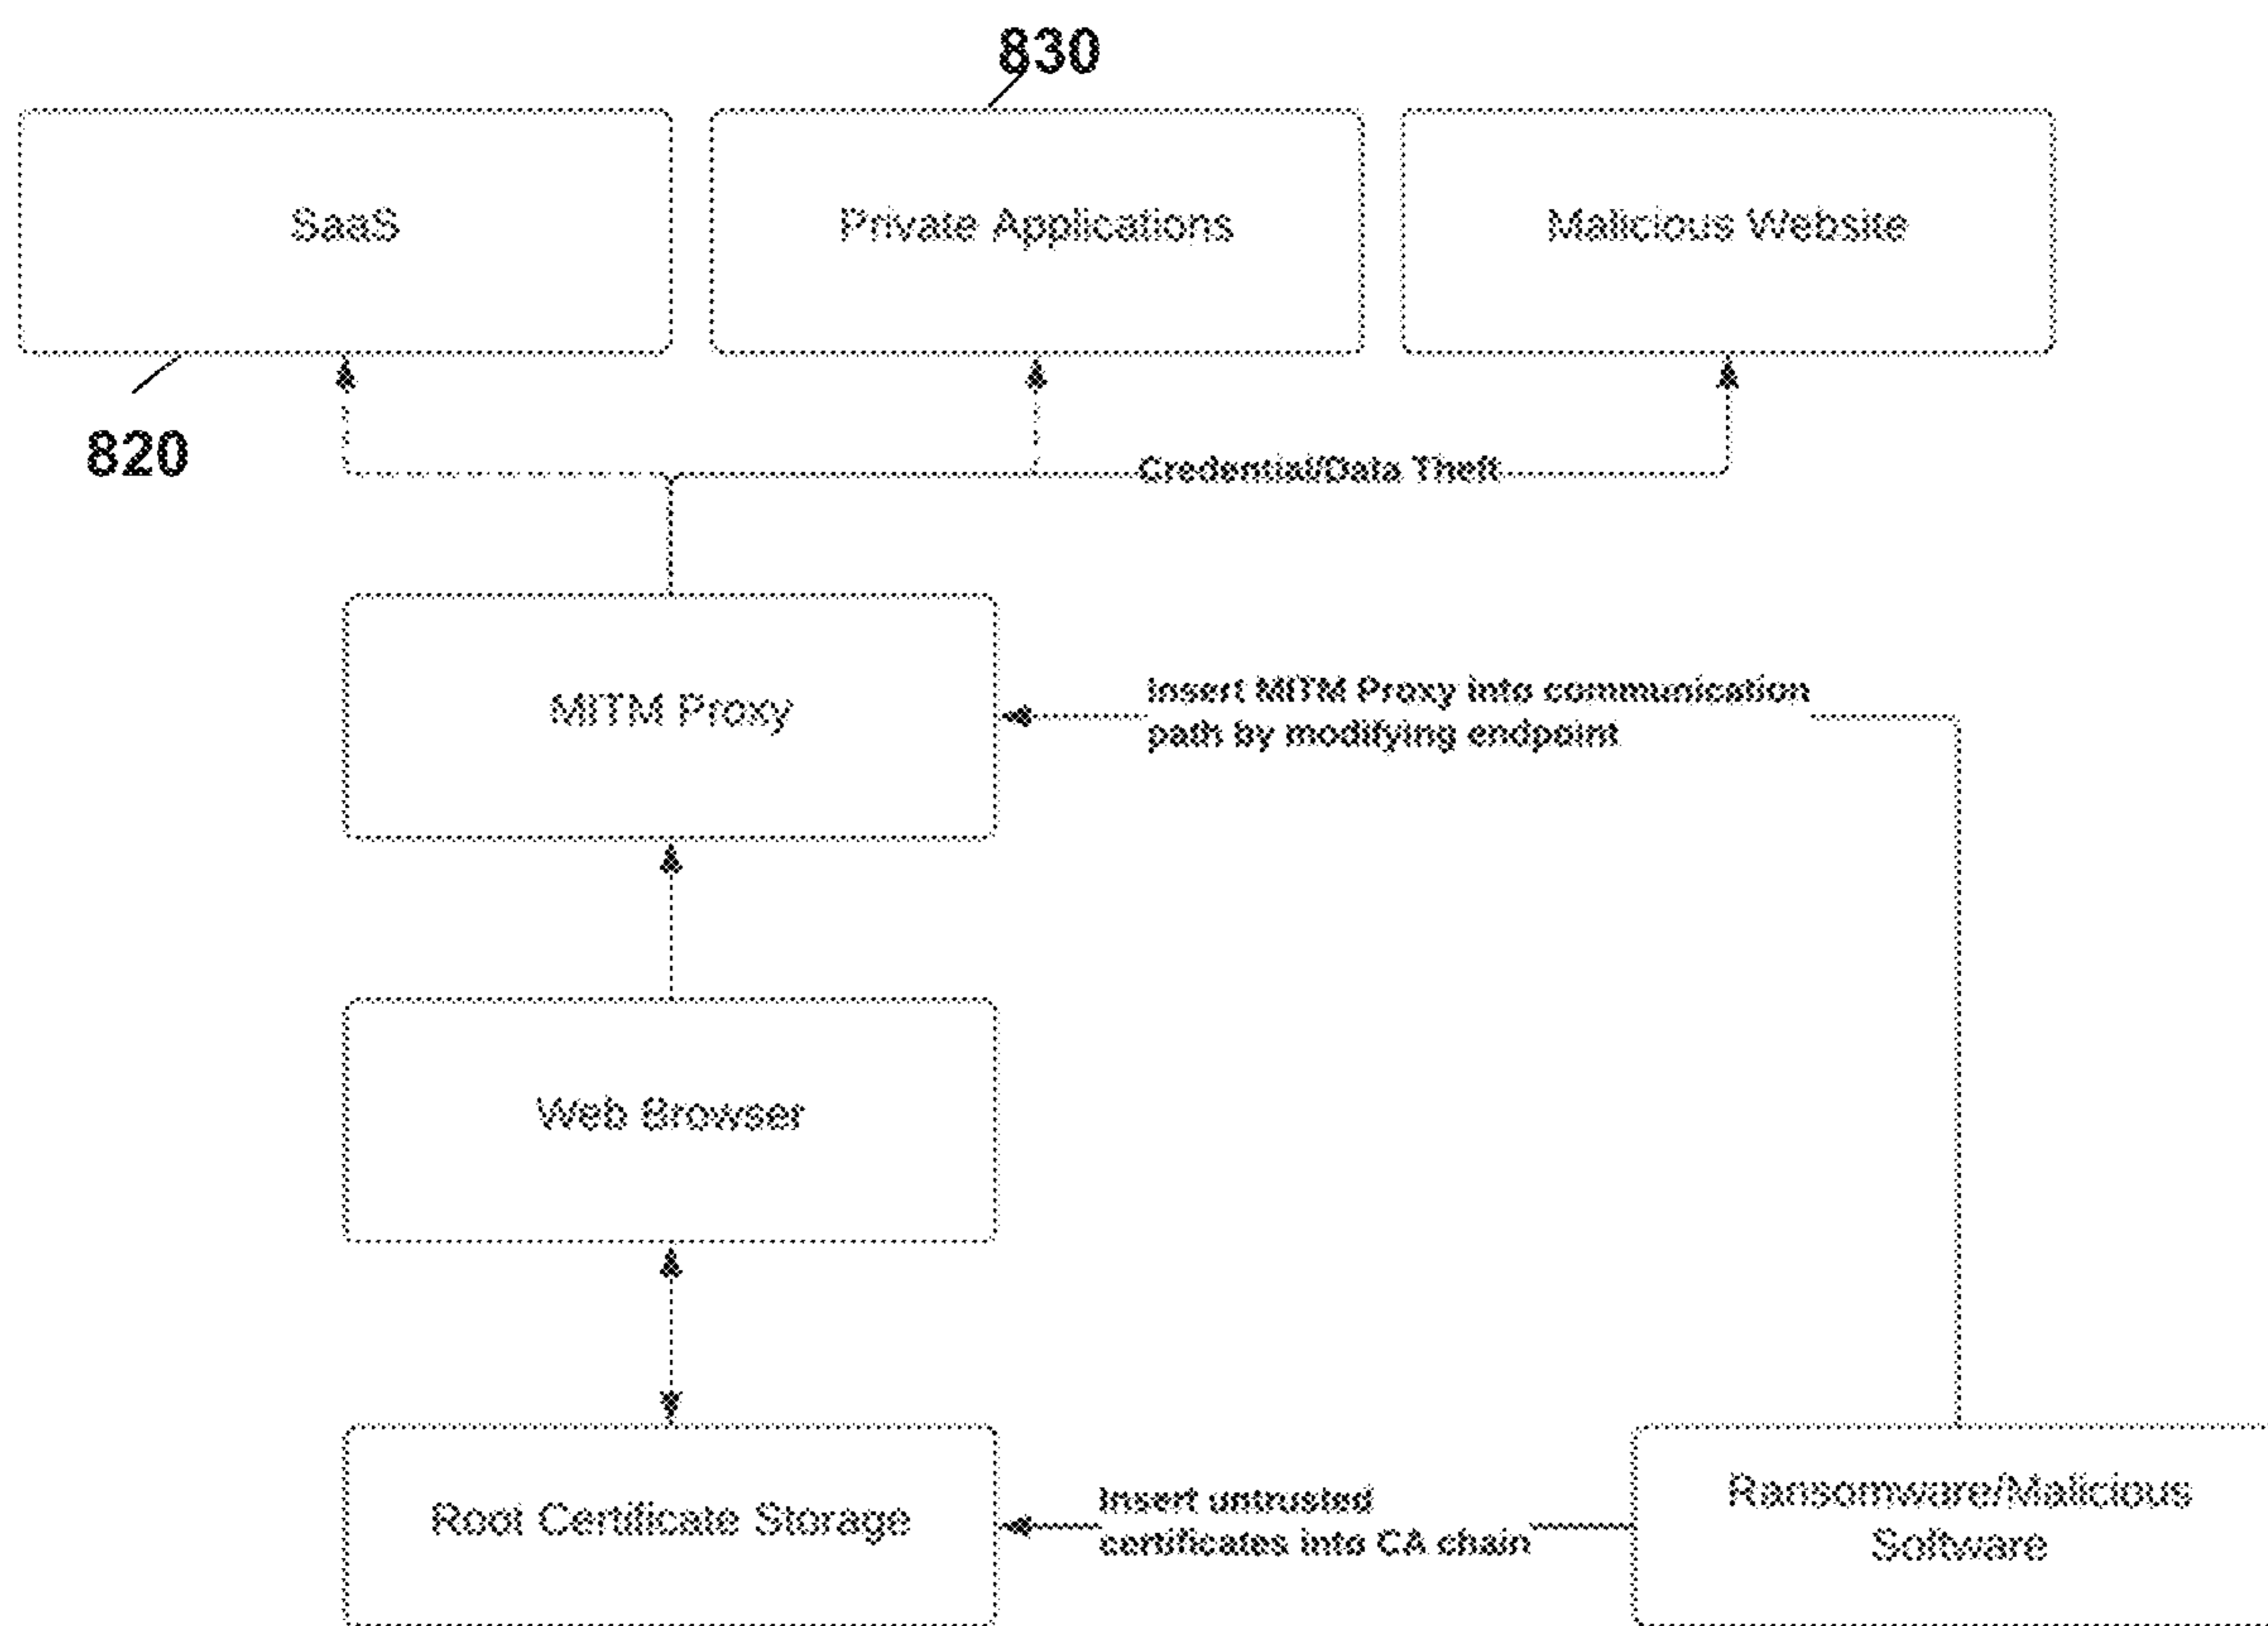 830
SaaS
Private Applications
Malicious Website
820
Credential/Data Theft
MITM Proxy
Insert MITM Proxy into communication
path by modifying endpoint
Web Browser
Root Certificate Storage
Insert untrusted
certificates into CA chain
Ransomware/Malicious
Software